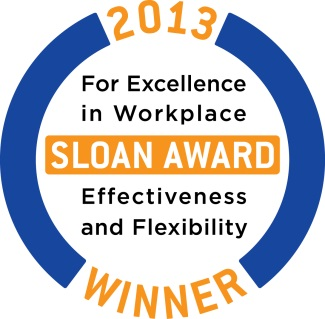 2013
For Excellence
in Workplace
SLOAN AWARD
Effectiveness
and Flexibility
WINNER